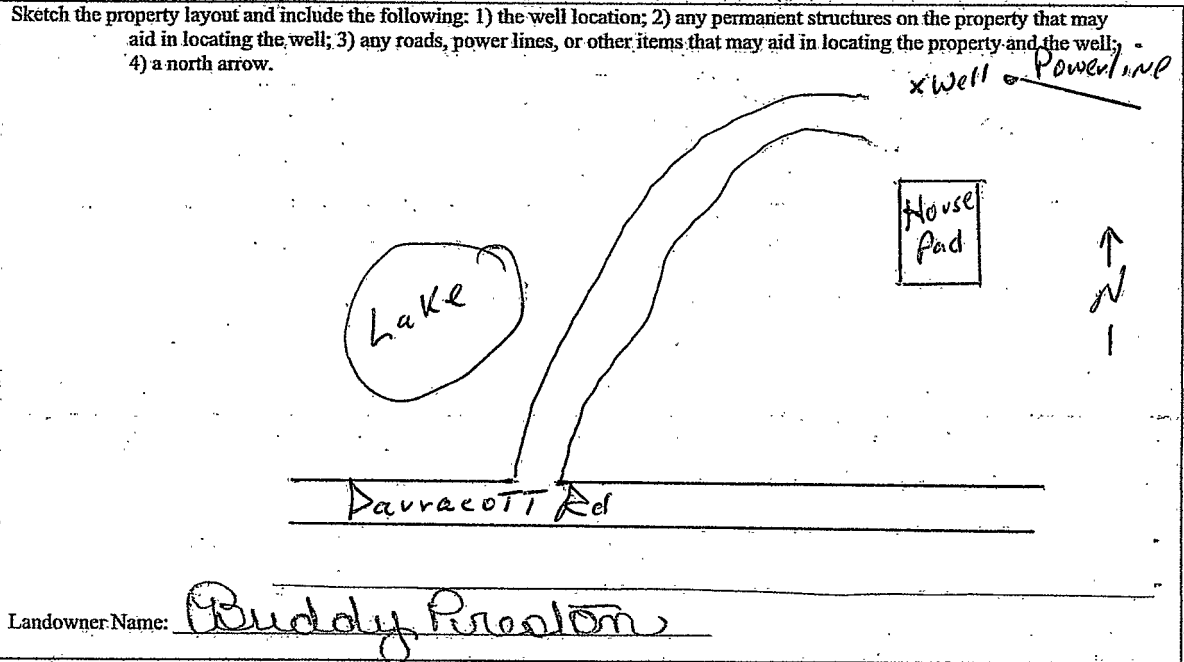 Sketch the property layout and include the following: 1) the well location; 2) any permanent structures on the property that may
aid in locating the well; 3) any roads, power lines, or other items that may aid in locating the property and the well;
4) a north arrow.
x Well Powerline
House
Pad
Lake
N
Darracott Rd
Landowner Name: Buddy Preston